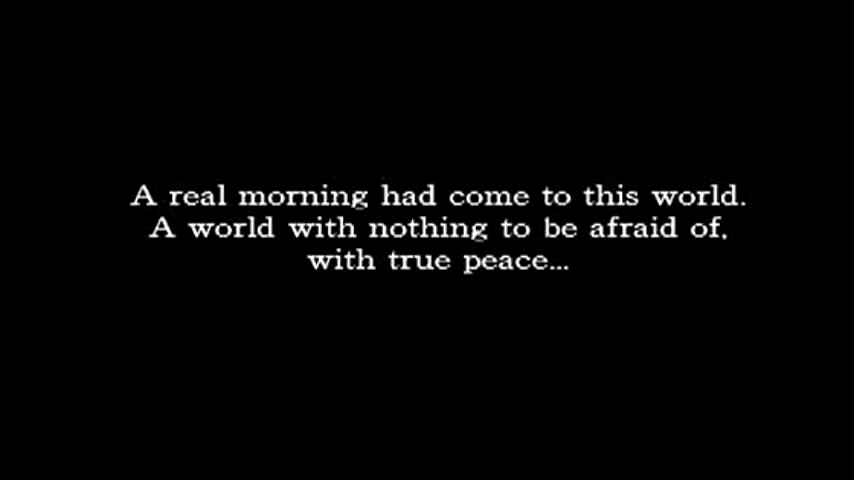 A real morning had come to this world.
A world with nothing to be afraid of,
with true peace...